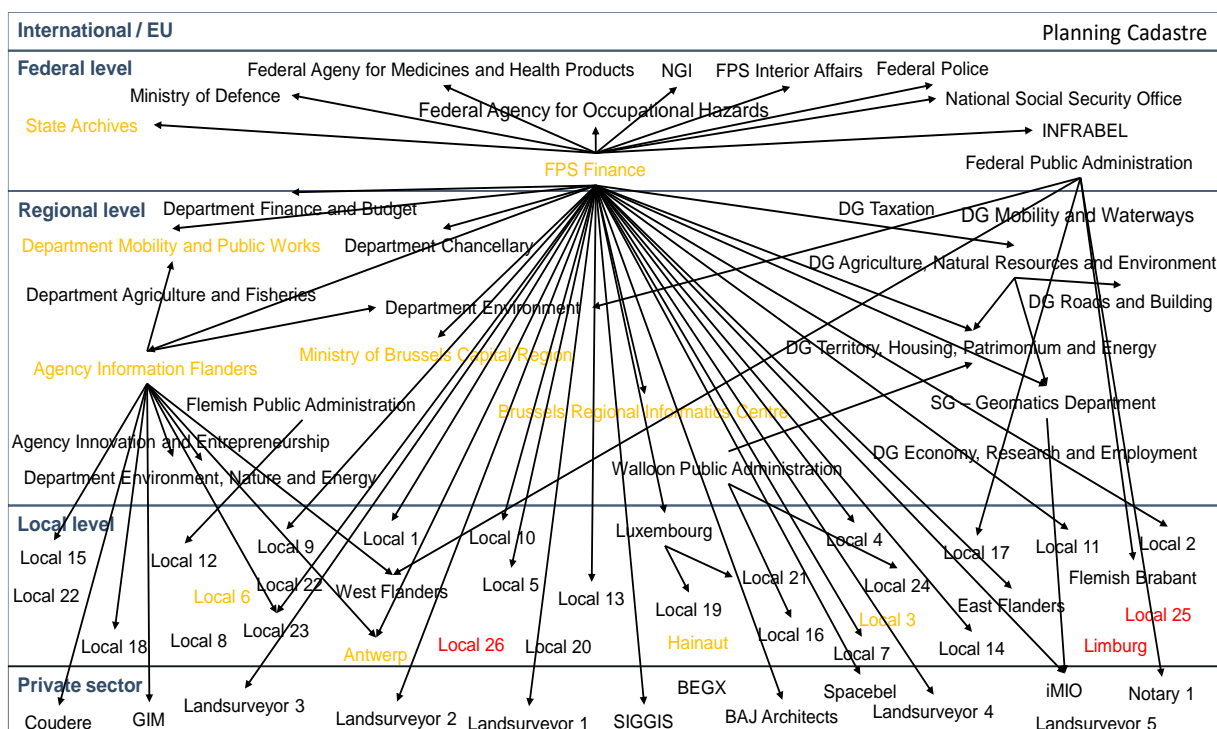 International / EU
Planning Cadastre
Federal level
Federal Ageny for Medicines and Health Products
NGI
FPS Interior Affairs
Federal Police
Ministry of Defence
Federal Agency for Occupational Hazards
National Social Security Office
State Archives
INFRABEL
FPS Finance
Federal Public Administration
Regional level
Department Finance and Budget
DG Taxation
DG Mobility and Waterways
Department Mobility and Public Works
Department Chancellary
DG Agriculture, Natural Resources and Environment
Department Agriculture and Fisheries
Department Environment
DG Roads and Building
Ministry of Brussels Capital Region
DG Territory, Housing, Patrimonium and Energy
Agency Information Flanders
Flemish Public Administration
Brussels Regional Informatics Centre
SG – Geomatics Department
Agency Innovation and Entrepreneurship
Department Environment, Nature and Energy
Walloon Public Administration
DG Economy, Research and Employment
Local level
Local 15
Local 12
Local 9
Local 1
Local 10
Luxembourg
Local 4
Local 17
Local 11
Local 2
Local 22
Local 6
Local 22
West Flanders
Local 5
Local 13
Local 21
Local 24
Flemish Brabant
Local 18
Local 8
Local 23
Local 19
Local 16
Local 3
East Flanders
Local 25
Antwerp
Local 26
Local 20
Hainaut
Local 7
Local 14
Limburg
Private sector
BEGX
Spacebel
iMIO
Notary 1
Coudere
GIM
Landsurveyor 3
Landsurveyor 2
Landsurveyor 1
SIGGIS
BAJ Architects
Landsurveyor 4
Landsurveyor 5